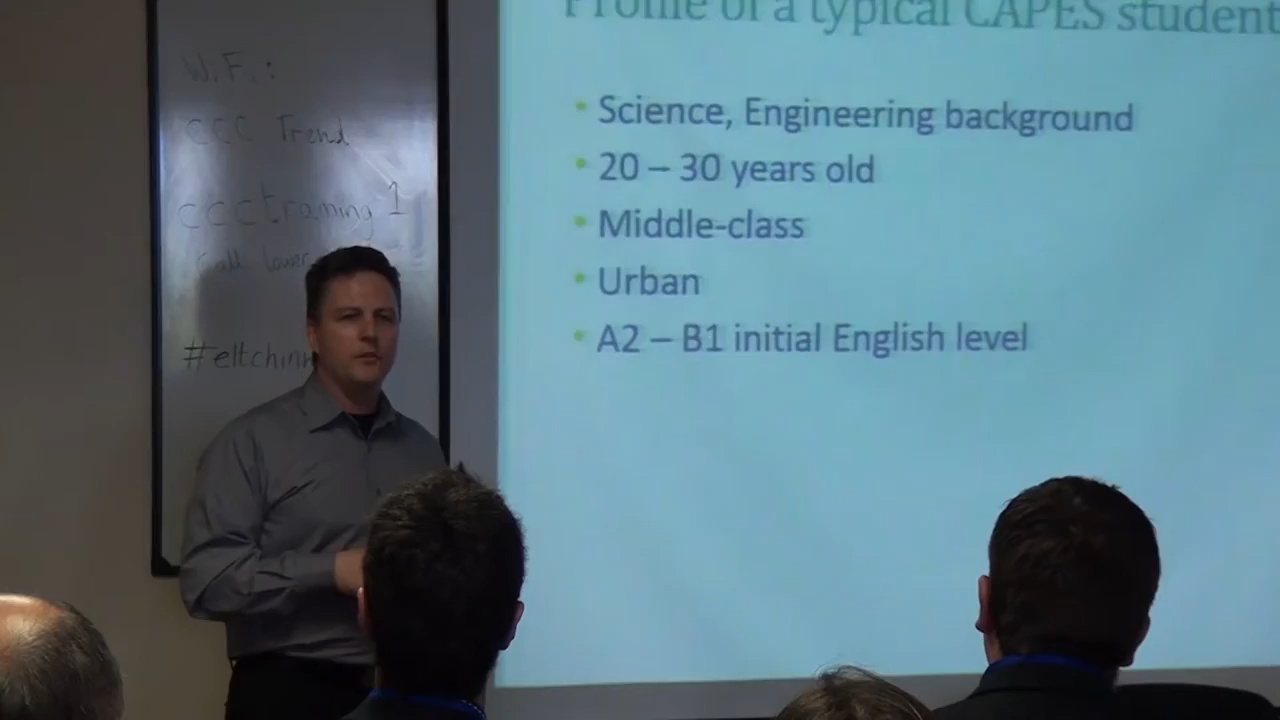 Profile of a typical CAPES student
• Science, Engineering background
• 20 – 30 years old
• Middle-class
• Urban
• A2 – B1 initial English level
CCC Trend
ccctraining 1
#eltchinn